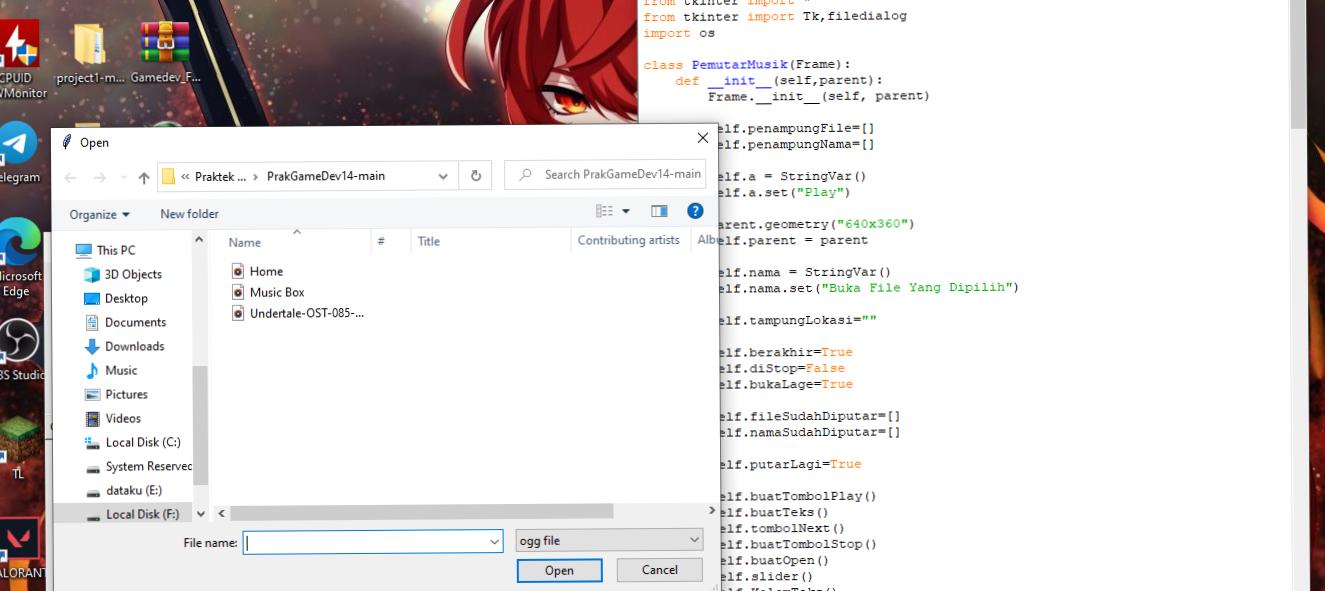 from tkinter import *
from tkinter import Tk,filedialog
import os
class PemutarMusik(Frame):
def __init__(self,parent):
Frame.__init__(self, parent)
elf.penampungFile=[]
elf.penampungNama=[]
elf.a = StringVar()
elf.a.set("Play")
arent.geometry("640x360")
elf.parent = parent
elf.nama = StringVar()
elf.nama.set("Buka File Yang Dipilih")
elf.tampungLokasi=""
elf.berakhir=True
elf.diStop=False
elf.bukaLage=True
elf.fileSudahDiputar=[]
elf.namaSudahDiputar=[]
elf.putarLagi=True
elf.buatTombolPlay()
elf.buatTeks()
elf.tombolNext()
elf.buatTombolStop()
elf.buatOpen()
elf.slider()
CPUID
WMonitor
project1-m...
Gamedev_F...
elegram
icrosoft
Edge
BS Studio
TL
ALORANT
Open
« Praktek ... › PrakGameDev14-main
Search PrakGameDev14-main
Organize
New folder
Name
#
Title
Contributing artists
Albu
This PC
3D Objects
Desktop
Documents
Downloads
Music
Pictures
Videos
Local Disk (C:)
System Reserved
dataku (E:)
Local Disk (F:)
Home
Music Box
Undertale-OST-085-...
File name:
ogg file
Open
Cancel